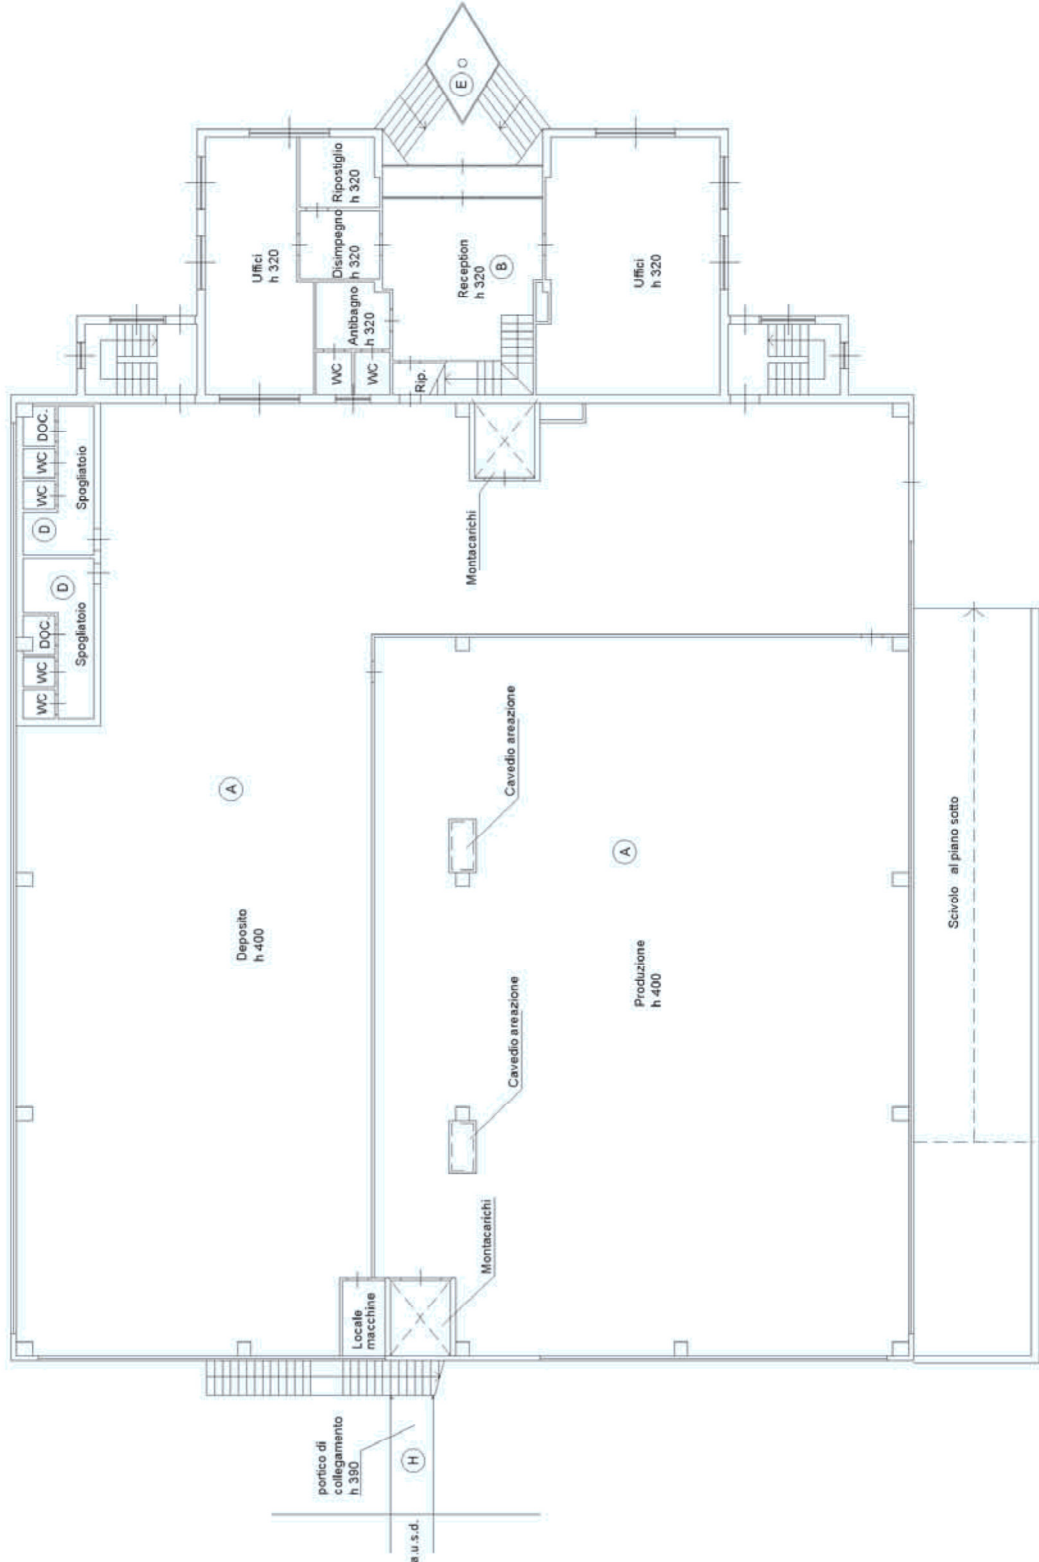 E
Ripostiglio
h 320
Disimpegno
h 320
Uffici
h 320
Antibagno
h 320
Reception
h 320
B
Uffici
h 320
WC
WC
Rip.
DOC.
WC
WC
Spogliatoio
D
D
DOC.
Spogliatoio
WC
WC
Montacarichi
A
Deposito
h 400
Cavedio areazione
A
Produzione
h 400
Cavedio areazione
Scivolo al piano sotto
Montacarichi
Locale
macchine
portico di
collegamento
h 390
H
a.u.s.d.